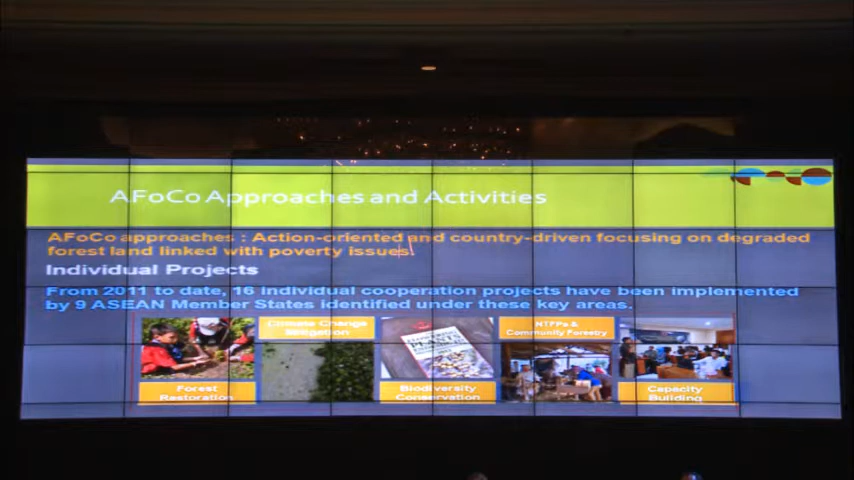 AFoCo Approaches and Activities
AFoCo approaches : Action-oriented and country-driven focusing on degraded
forest land linked with poverty issues.
Individual Projects
From 2011 to date, 16 individual cooperation projects have been implemented
by 9 ASEAN Member States identified under these key areas.
Climate Change
Mitigation
NTFPs &
Community Forestry
Forest
Restoration
Biodiversity
Conservation
Capacity
Building